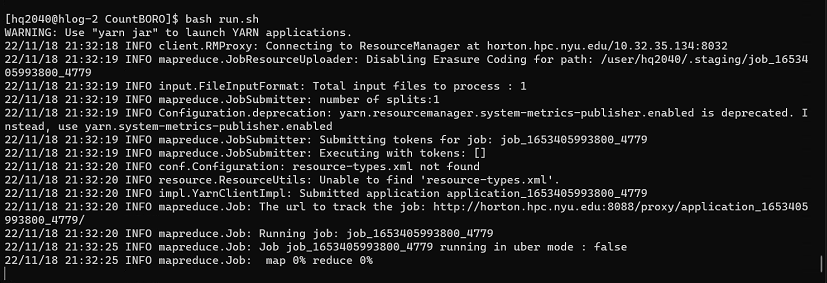 [hq2040@hlog-2 CountBORO]$ bash run.sh
WARNING: Use "yarn jar" to launch YARN applications.
22/11/18 21:32:18 INFO client.RMProxy: Connecting to ResourceManager at horton.hpc.nyu.edu/10.32.35.134:8032
22/11/18 21:32:19 INFO mapreduce.JobResourceUploader: Disabling Erasure Coding for path: /user/hq2040/.staging/job_16534
05993800_4779
22/11/18 21:32:19 INFO input.FileInputFormat: Total input files to process : 1
22/11/18 21:32:19 INFO mapreduce.JobSubmitter: number of splits:1
22/11/18 21:32:19 INFO Configuration.deprecation: yarn.resourcemanager.system-metrics-publisher.enabled is deprecated. I
nstead, use yarn.system-metrics-publisher.enabled
22/11/18 21:32:19 INFO mapreduce.JobSubmitter: Submitting tokens for job: job_1653405993800_4779
22/11/18 21:32:19 INFO mapreduce.JobSubmitter: Executing with tokens: []
22/11/18 21:32:20 INFO conf.Configuration: resource-types.xml not found
22/11/18 21:32:20 INFO resource.ResourceUtils: Unable to find 'resource-types.xml'.
22/11/18 21:32:20 INFO impl.YarnClientImpl: Submitted application application_1653405993800_4779
22/11/18 21:32:20 INFO mapreduce.Job: The url to track the job: http://horton.hpc.nyu.edu:8088/proxy/application_1653405
993800_4779/
22/11/18 21:32:20 INFO mapreduce.Job: Running job: job_1653405993800_4779
22/11/18 21:32:25 INFO mapreduce.Job: Job job_1653405993800_4779 running in uber mode : false
22/11/18 21:32:25 INFO mapreduce.Job:  map 0% reduce 0%